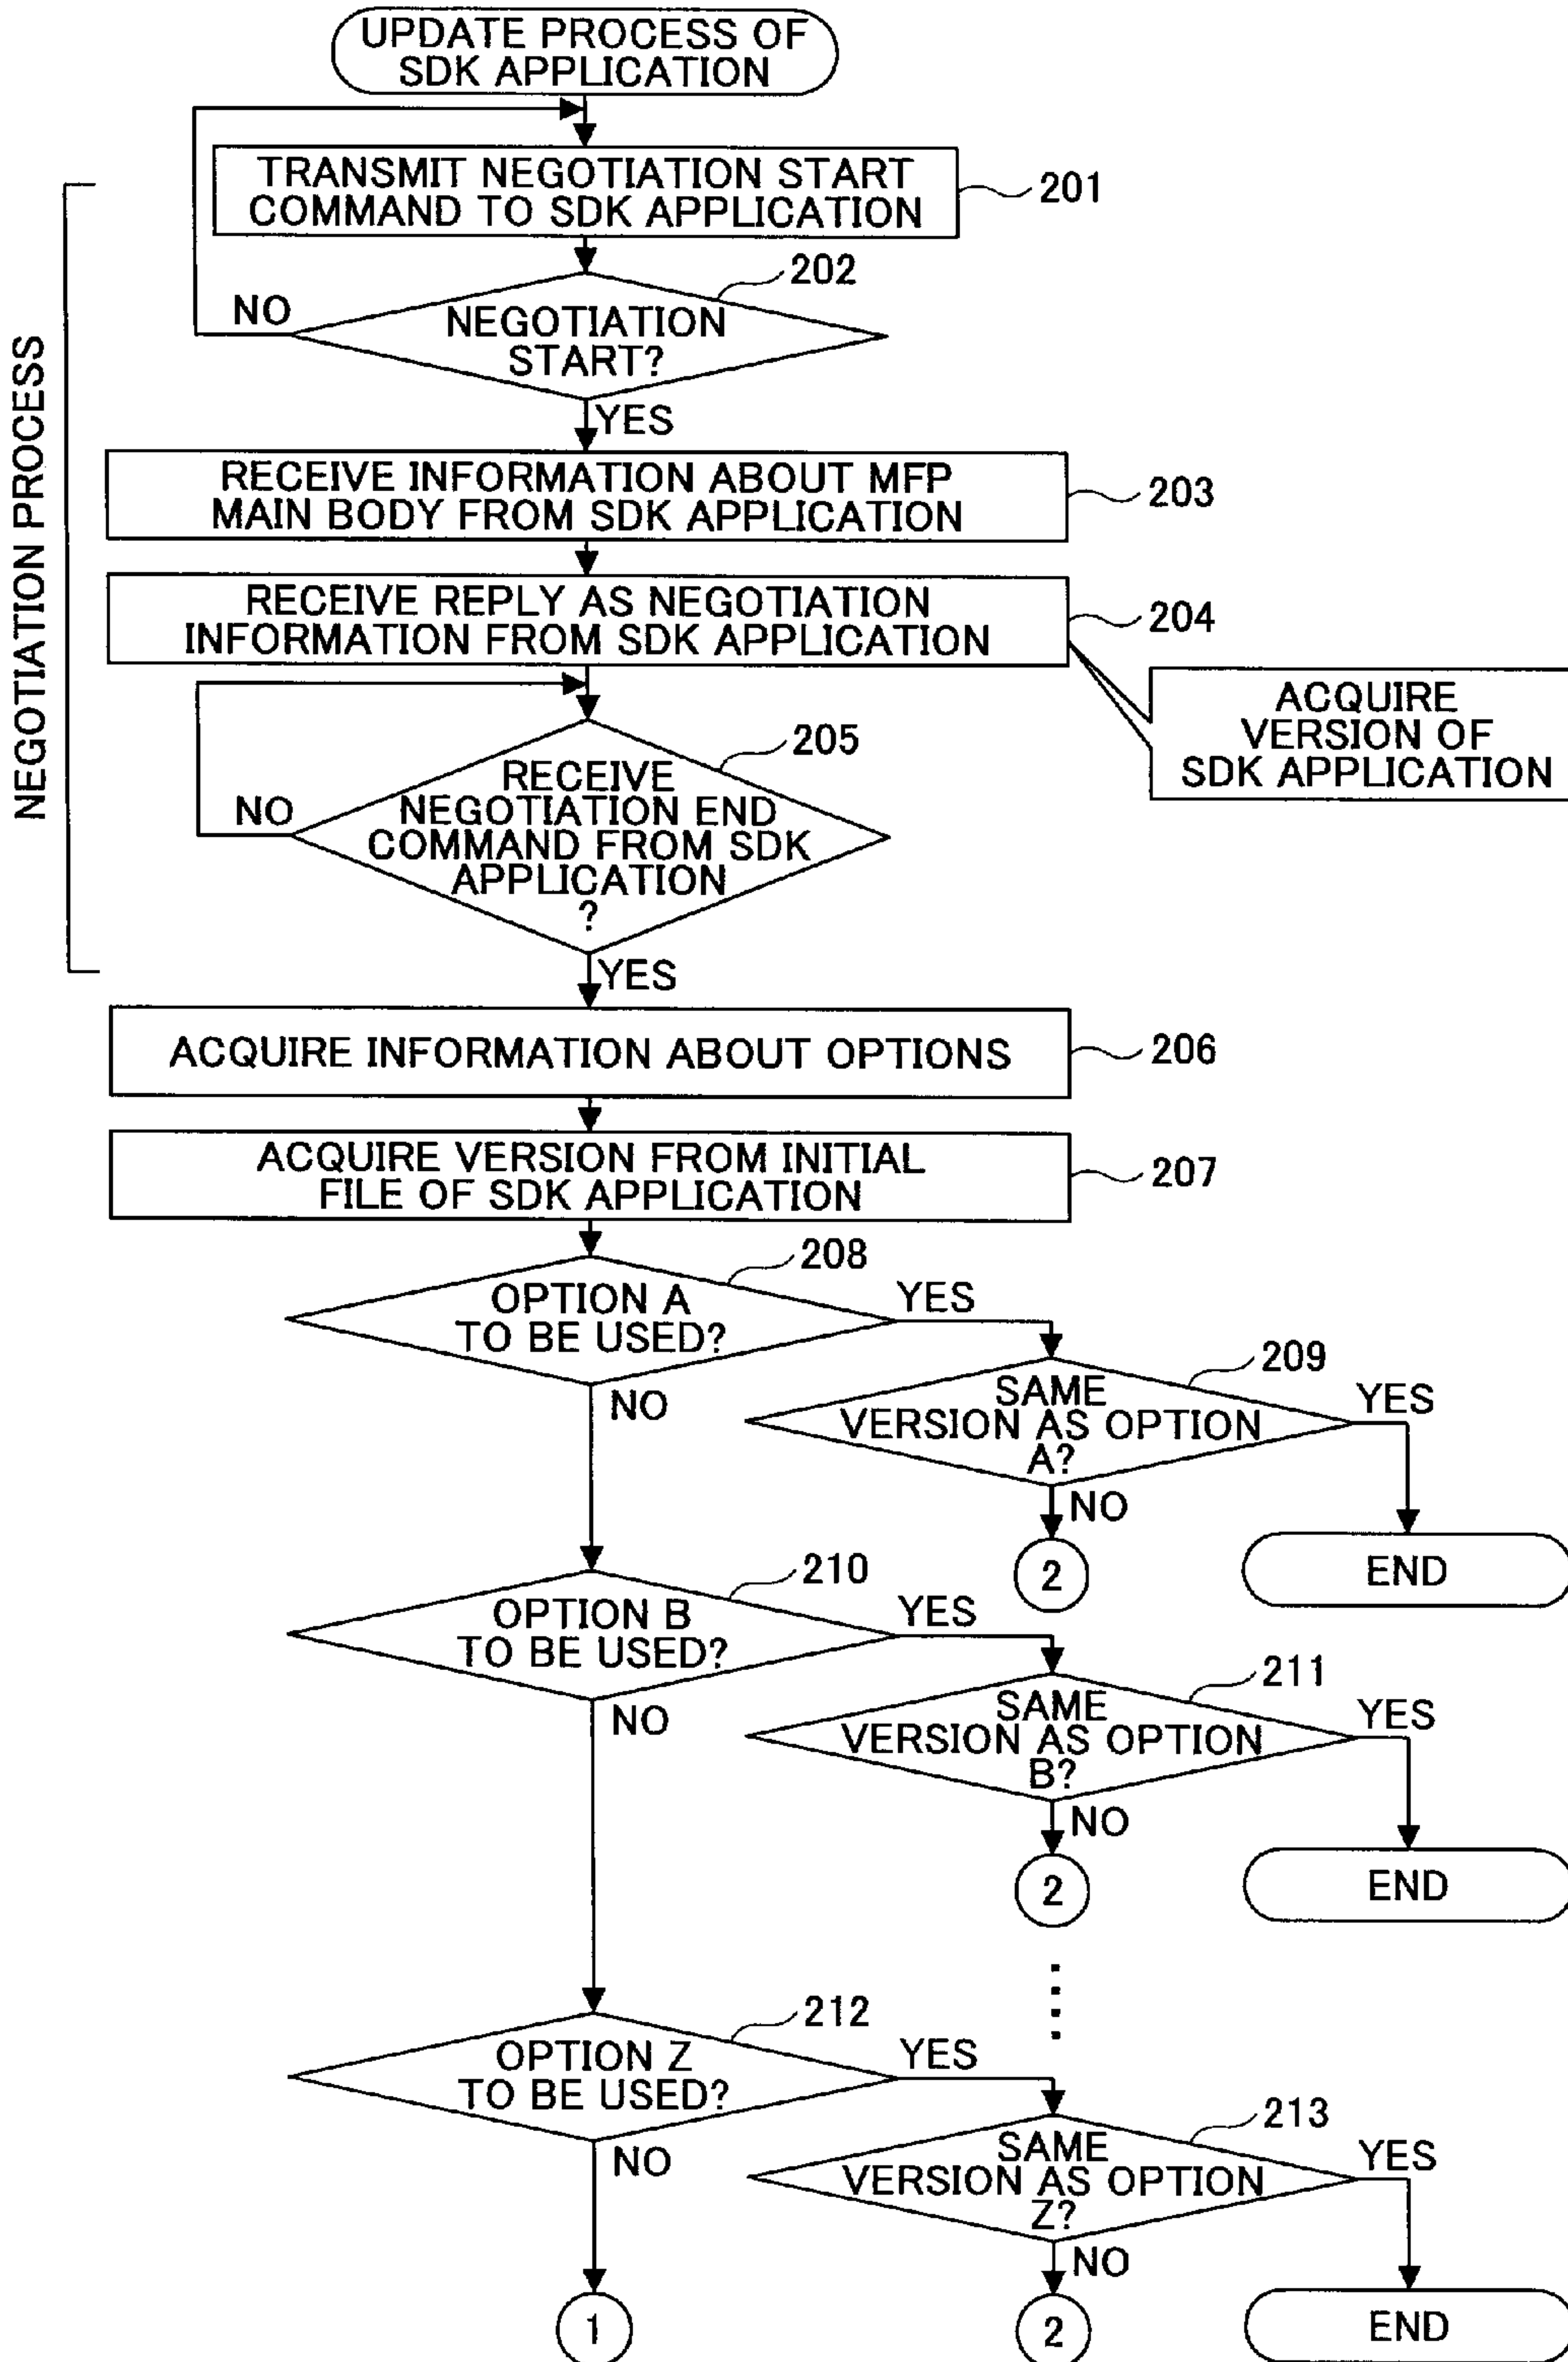 UPDATE PROCESS OF
SDK APPLICATION
TRANSMIT NEGOTIATION START
COMMAND TO SDK APPLICATION
201
202
NO
NEGOTIATION
START?
YES
NEGOTIATION PROCESS
RECEIVE INFORMATION ABOUT MFP
MAIN BODY FROM SDK APPLICATION
203
RECEIVE REPLY AS NEGOTIATION
INFORMATION FROM SDK APPLICATION
204
ACQUIRE
VERSION OF
SDK APPLICATION
205
NO
RECEIVE
NEGOTIATION END
COMMAND FROM SDK
APPLICATION
?
YES
ACQUIRE INFORMATION ABOUT OPTIONS
206
ACQUIRE VERSION FROM INITIAL
FILE OF SDK APPLICATION
207
208
OPTION A
TO BE USED?
YES
NO
209
SAME
VERSION AS OPTION
A?
YES
NO
2
END
210
OPTION B
TO BE USED?
YES
NO
211
SAME
VERSION AS OPTION
B?
YES
NO
2
END
212
OPTION Z
TO BE USED?
YES
NO
213
SAME
VERSION AS OPTION
Z?
YES
NO
1
2
END